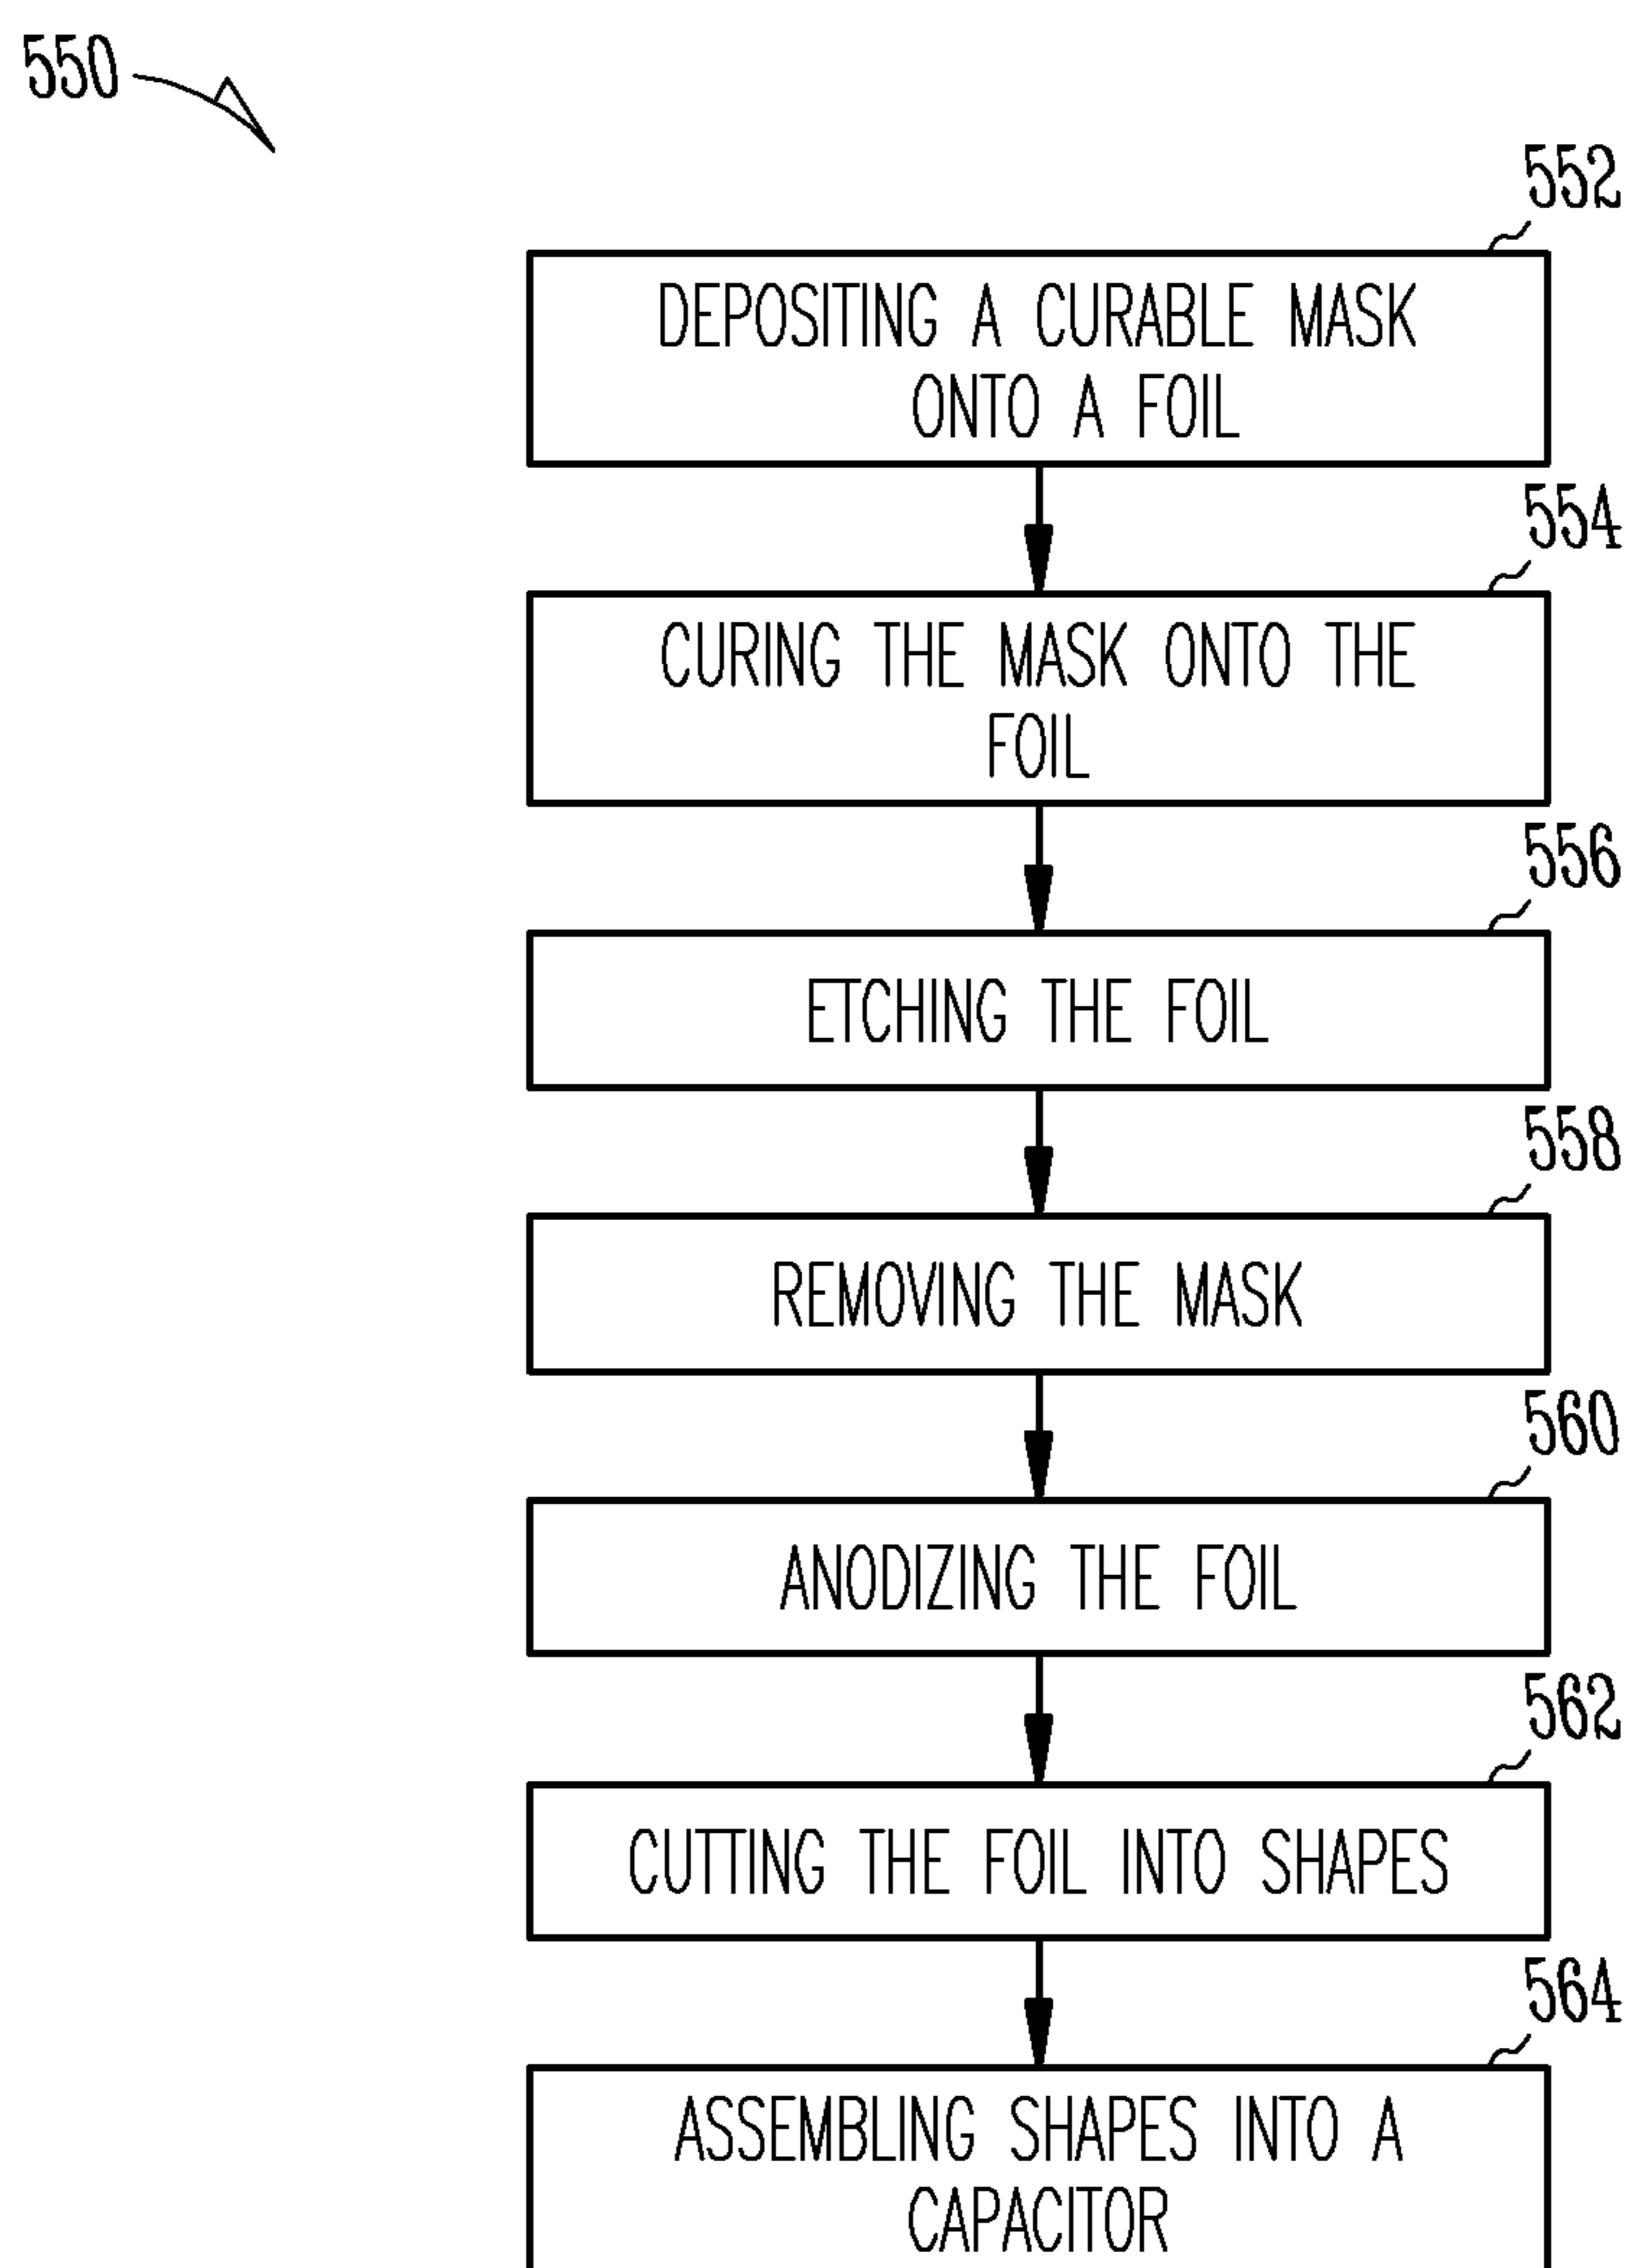 550
552
DEPOSITING A CURABLE MASK
ONTO A FOIL
554
CURING THE MASK ONTO THE
FOIL
556
ETCHING THE FOIL
558
REMOVING THE MASK
560
ANODIZING THE FOIL
562
CUTTING THE FOIL INTO SHAPES
564
ASSEMBLING SHAPES INTO A
CAPACITOR